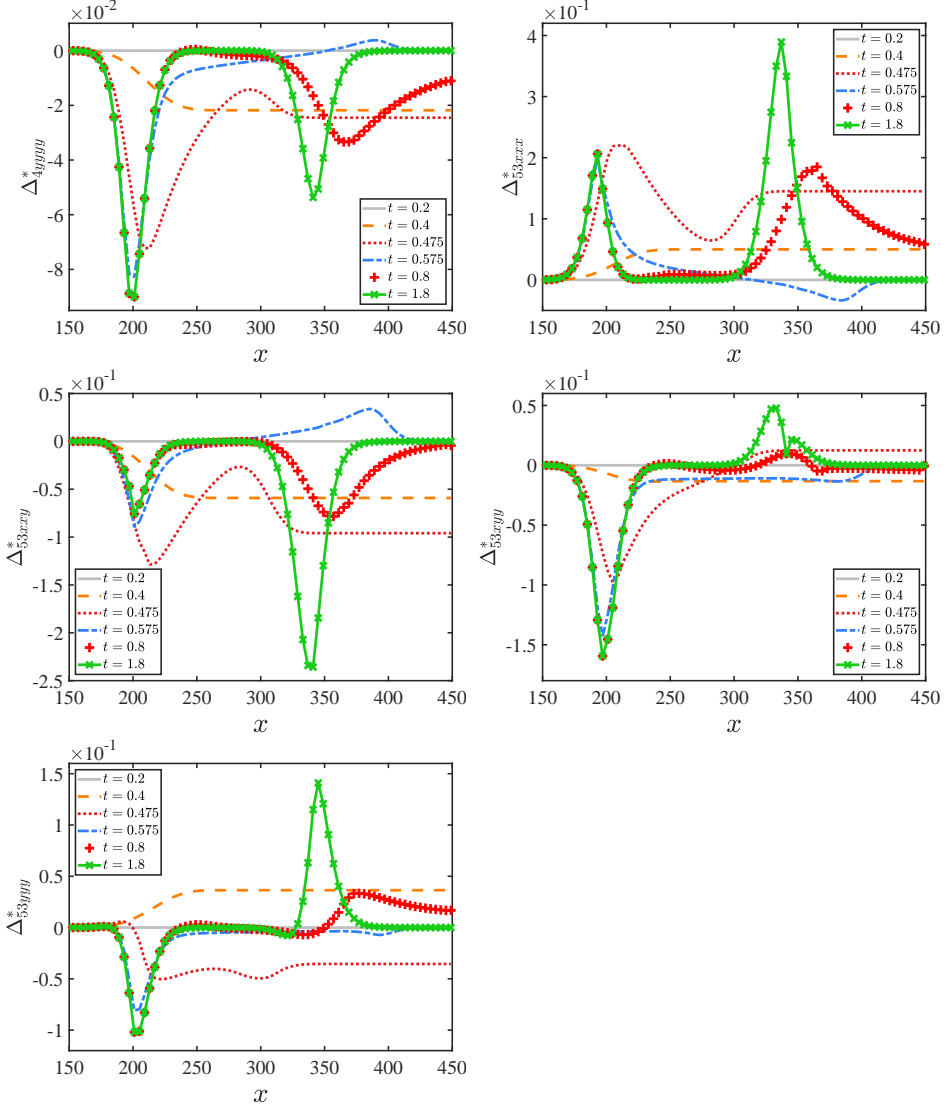 ×10⁻²
0
-2
-4
-6
-8
Δ*4yyyy
t = 0.2
t = 0.4
t = 0.475
t = 0.575
t = 0.8
t = 1.8
150 200 250 300 350 400 450
x
×10⁻¹
4
3
2
1
0
Δ*53xxx
t = 0.2
t = 0.4
t = 0.475
t = 0.575
t = 0.8
t = 1.8
150 200 250 300 350 400 450
x
×10⁻¹
0.5
0
-0.5
-1
-1.5
-2
-2.5
Δ*53xxy
t = 0.2
t = 0.4
t = 0.475
t = 0.575
t = 0.8
t = 1.8
150 200 250 300 350 400 450
x
×10⁻¹
0.5
0
-0.5
-1
-1.5
Δ*53xyy
t = 0.2
t = 0.4
t = 0.475
t = 0.575
t = 0.8
t = 1.8
150 200 250 300 350 400 450
x
×10⁻¹
1.5
1
0.5
0
-0.5
-1
Δ*53yyy
t = 0.2
t = 0.4
t = 0.475
t = 0.575
t = 0.8
t = 1.8
150 200 250 300 350 400 450
x